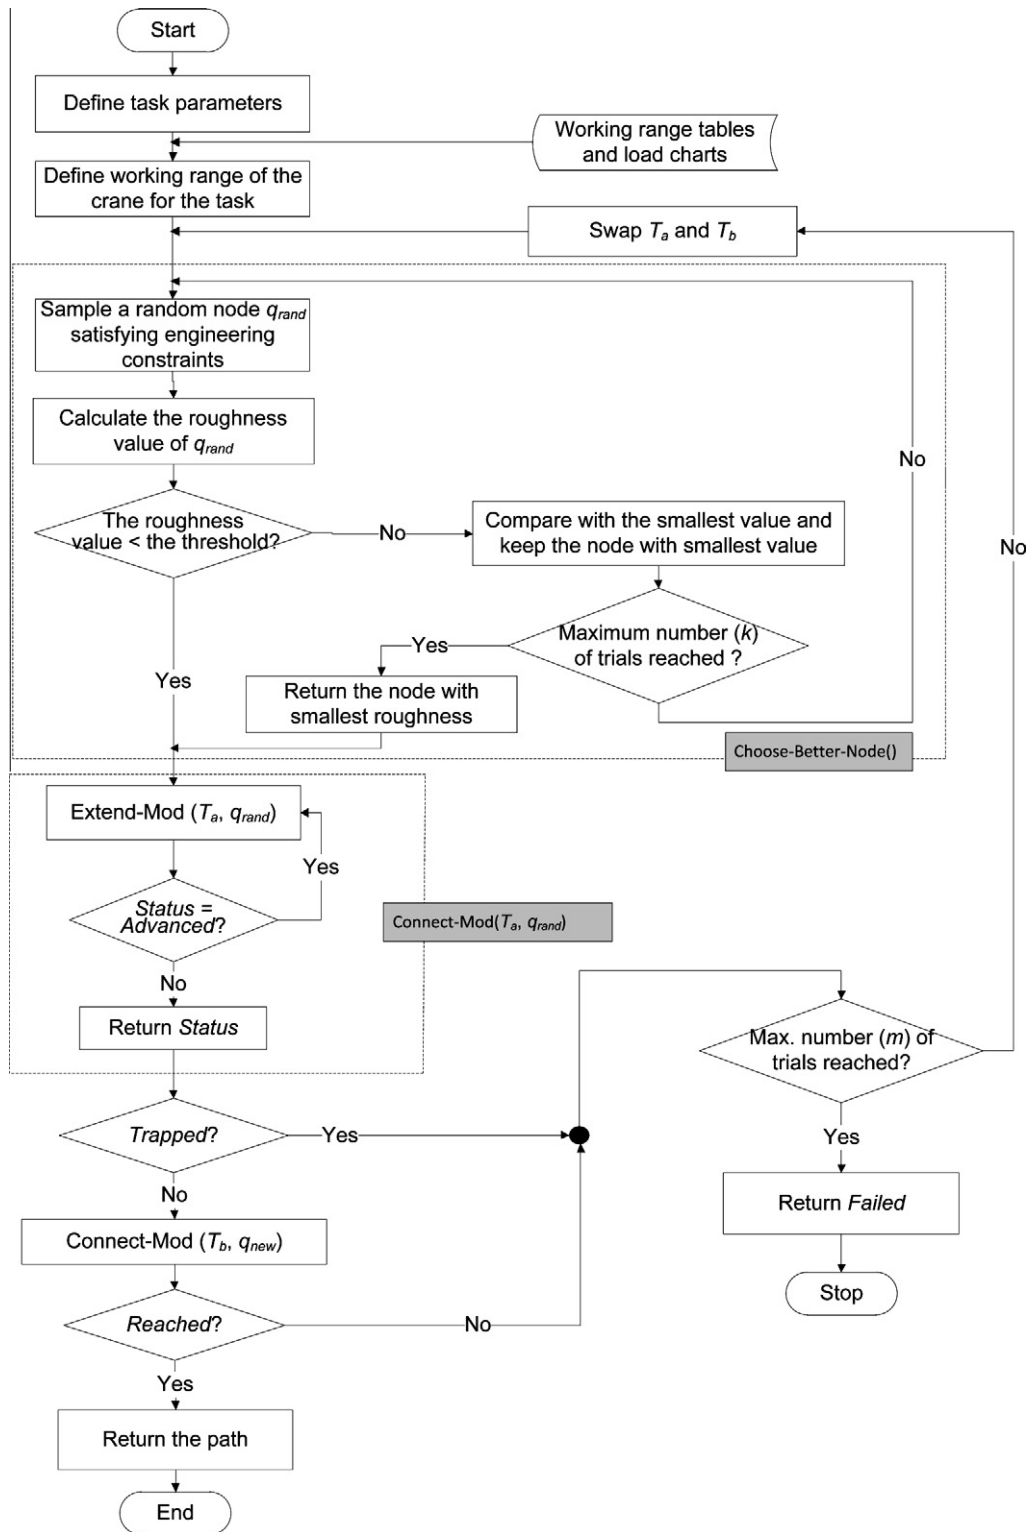 Start
Define task parameters
Working range tables
and load charts
Define working range of the
crane for the task
Swap Ta and Tb
Sample a random node qrand
satisfying engineering
constraints
Calculate the roughness
value of qrand
No
The roughness
value < the threshold?
No
Compare with the smallest value and
keep the node with smallest value
No
Maximum number (k)
of trials reached ?
Yes
Yes
Return the node with
smallest roughness
Choose-Better-Node()
Extend-Mod (Ta, qrand)
Yes
Status =
Advanced?
Connect-Mod(Ta, qrand)
No
Return Status
Max. number (m) of
trials reached?
Trapped?
Yes
Yes
No
Return Failed
Connect-Mod (Tb, qnew)
Stop
Reached?
No
Yes
Return the path
End